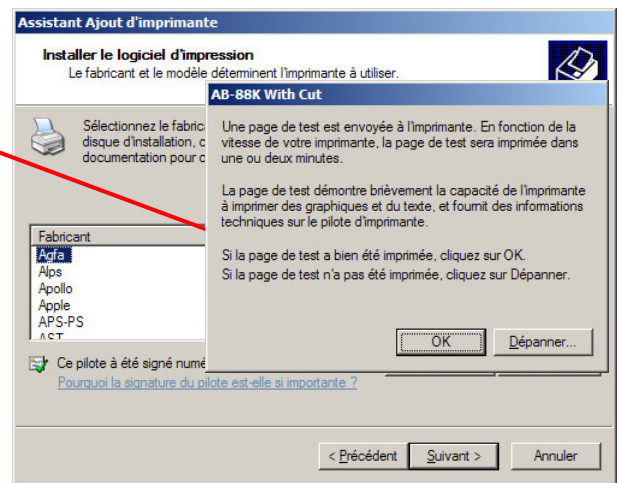 Assistant Ajout d'imprimante
Installer le logiciel d'impression
Le fabricant et le modèle déterminent l'imprimante à utiliser.
AB-88K With Cut
Sélectionnez le fabric
disque d'installation, c
documentation pour c
Une page de test est envoyée à l'imprimante. En fonction de la
vitesse de votre imprimante, la page de test sera imprimée dans
une ou deux minutes.
La page de test démontre brièvement la capacité de l'imprimante
à imprimer des graphiques et du texte, et fournit des informations
techniques sur le pilote d'imprimante.
Si la page de test a bien été imprimée, cliquez sur OK.
Si la page de test n'a pas été imprimée, cliquez sur Dépanner.
OK
Dépanner...
Fabricant
Agfa
Alps
Apollo
Apple
APS-PS
AST
Ce pilote à été signé numé
Pourquoi la signature du pilote est-elle si importante ?
< Précédent
Suivant >
Annuler